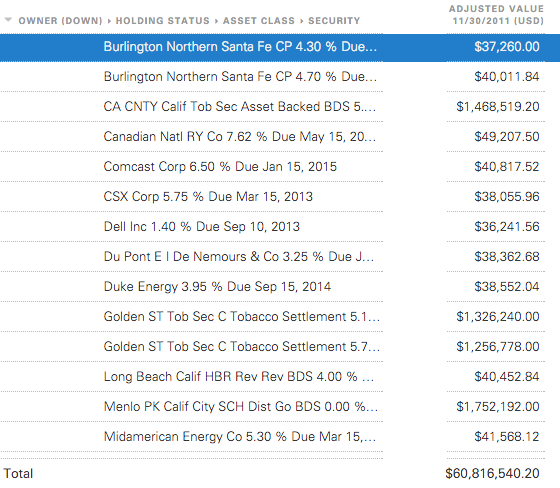 OWNER (DOWN) ▸ HOLDING STATUS ▸ ASSET CLASS ▸ SECURITY ADJUSTED VALUE
11/30/2011 (USD)
Burlington Northern Santa Fe CP 4.30 % Due... $37,260.00
Burlington Northern Santa Fe CP 4.70 % Due... $40,011.84
CA CNTY Calif Tob Sec Asset Backed BDS 5.... $1,468,519.20
Canadian Natl RY Co 7.62 % Due May 15, 20... $49,207.50
Comcast Corp 6.50 % Due Jan 15, 2015 $40,817.52
CSX Corp 5.75 % Due Mar 15, 2013 $38,055.96
Dell Inc 1.40 % Due Sep 10, 2013 $36,241.56
Du Pont E I De Nemours & Co 3.25 % Due J... $38,362.68
Duke Energy 3.95 % Due Sep 15, 2014 $38,552.04
Golden ST Tob Sec C Tobacco Settlement 5.1... $1,326,240.00
Golden ST Tob Sec C Tobacco Settlement 5.7... $1,256,778.00
Long Beach Calif HBR Rev Rev BDS 4.00 % ... $40,452.84
Menlo PK Calif City SCH Dist Go BDS 0.00 %... $1,752,192.00
Midamerican Energy Co 5.30 % Due Mar 15,... $41,568.12
Total $60,816,540.20